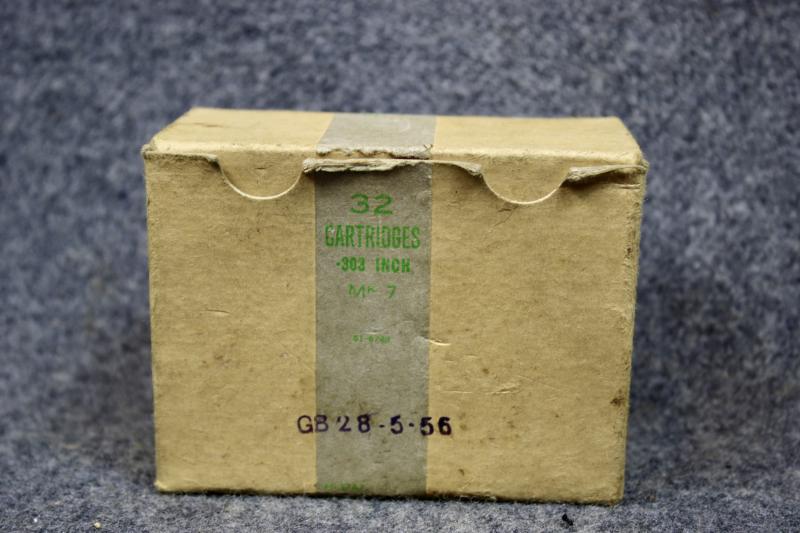 32
CARTRIDGES
·303 INCH
Mk 7
GB 28-5-56